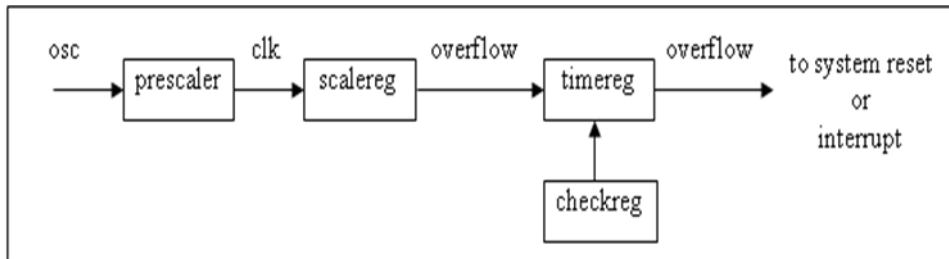 osc
prescaler
clk
scalereg
overflow
timereg
overflow
to system reset
or
interrupt
checkreg